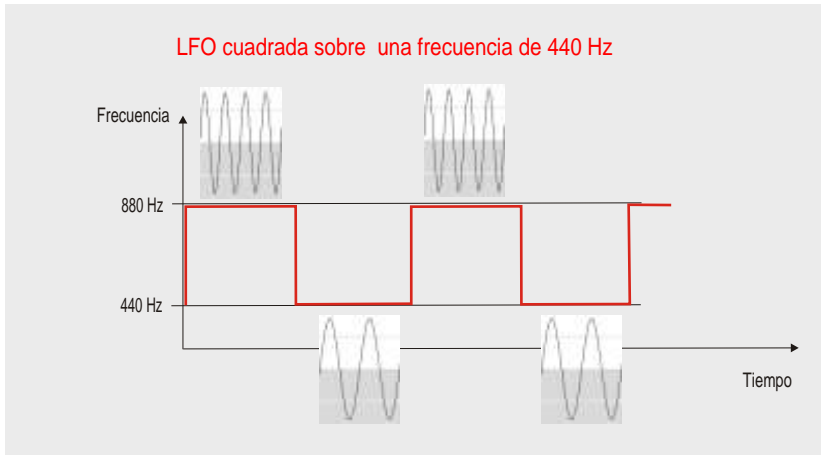 LFO cuadrada sobre una frecuencia de 440 Hz
Frecuencia
880 Hz
440 Hz
Tiempo